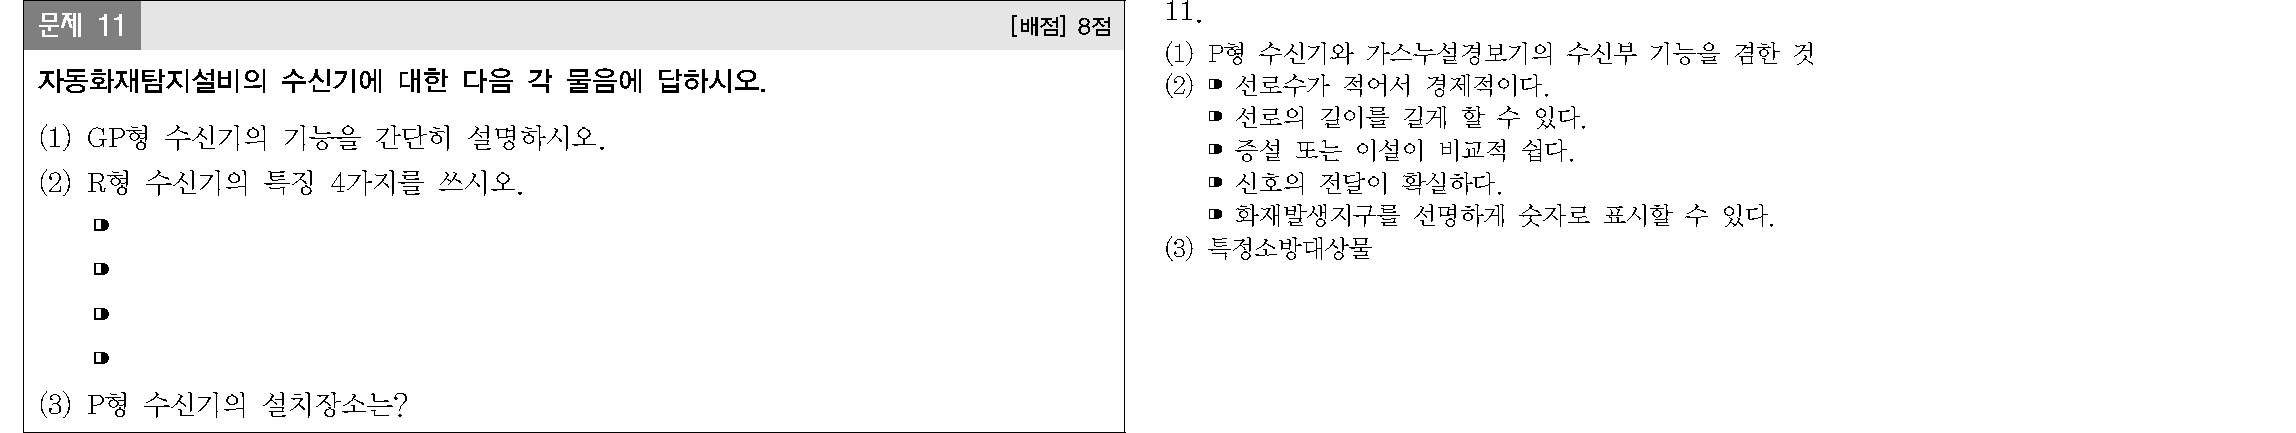 문제 11
[배점] 8점
자동화재탐지설비의 수신기에 대한 다음 각 물음에 답하시오.
(1) GP형 수신기의 기능을 간단히 설명하시오.
(2) R형 수신기의 특징 4가지를 쓰시오.
(3) P형 수신기의 설치장소는?
11.
(1) P형 수신기와 가스누설경보기의 수신부 기능을 겸한 것
(2) ◘ 선로수가 적어서 경제적이다.
◘ 선로의 길이를 길게 할 수 있다.
◘ 증설 또는 이설이 비교적 쉽다.
◘ 신호의 전달이 확실하다.
◘ 화재발생지구를 선명하게 숫자로 표시할 수 있다.
(3) 특정소방대상물